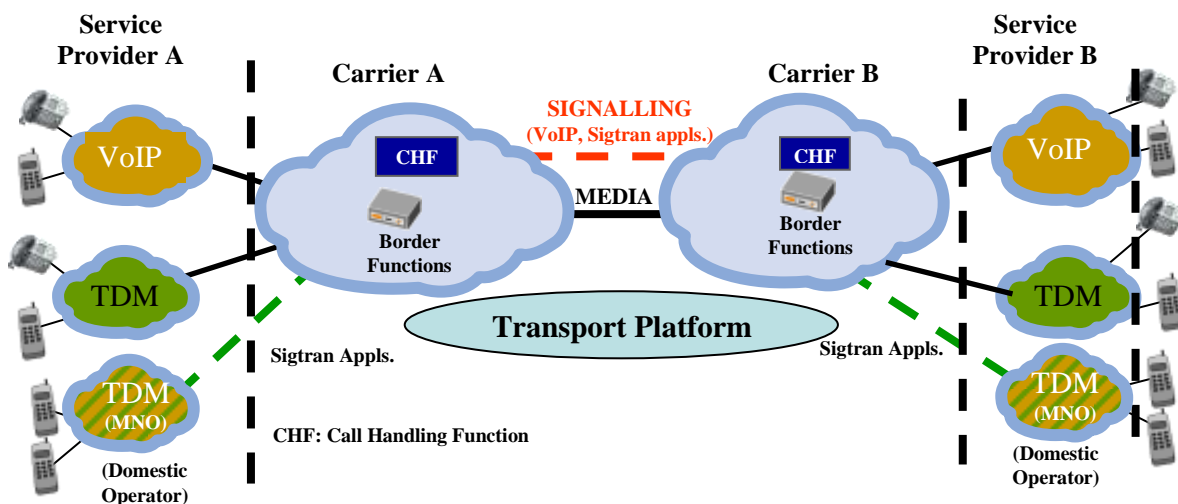 Service
Provider A
Carrier A
Carrier B
Service
Provider B
SIGNALLING
(VoIP, Sigtran appls.)
VoIP
CHF
CHF
VoIP
MEDIA
Border
Functions
Border
Functions
TDM
TDM
Transport Platform
Sigtran Appls.
Sigtran Appls.
TDM
(MNO)
TDM
(MNO)
CHF: Call Handling Function
(Domestic
Operator)
(Domestic
Operator)